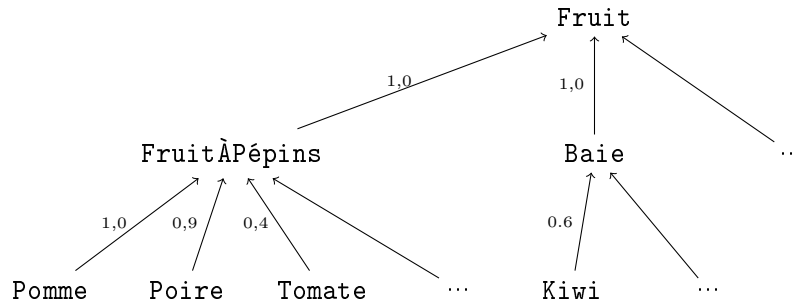 Fruit
1,0 1,0
FruitÀPépins Baie ...
1,0 0,9 0,4 0.6
Pomme Poire Tomate ... Kiwi ...